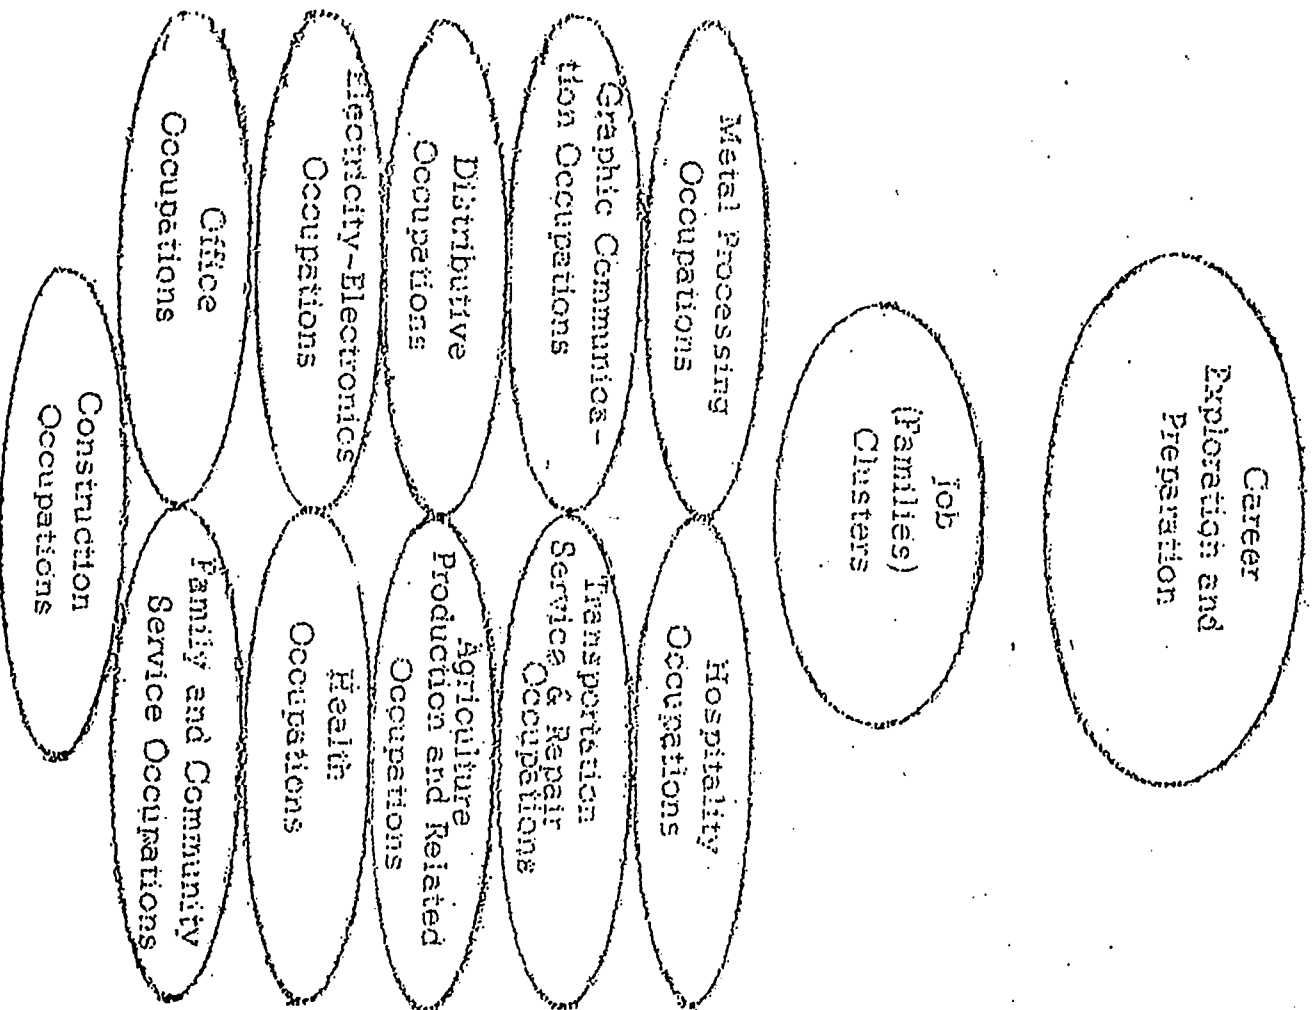 Career
Exploration and
Preparation
Job
(Families)
Clusters
Metal Processing
Occupations
Hospitality
Occupations
Graphic Communica-
tion Occupations
Transportation
Service & Repair
Occupations
Distributive
Occupations
Agriculture
Production and Related
Occupations
Electricity-Electronics
Occupations
Health
Occupations
Office
Occupations
Family and Community
Service Occupations
Construction
Occupations